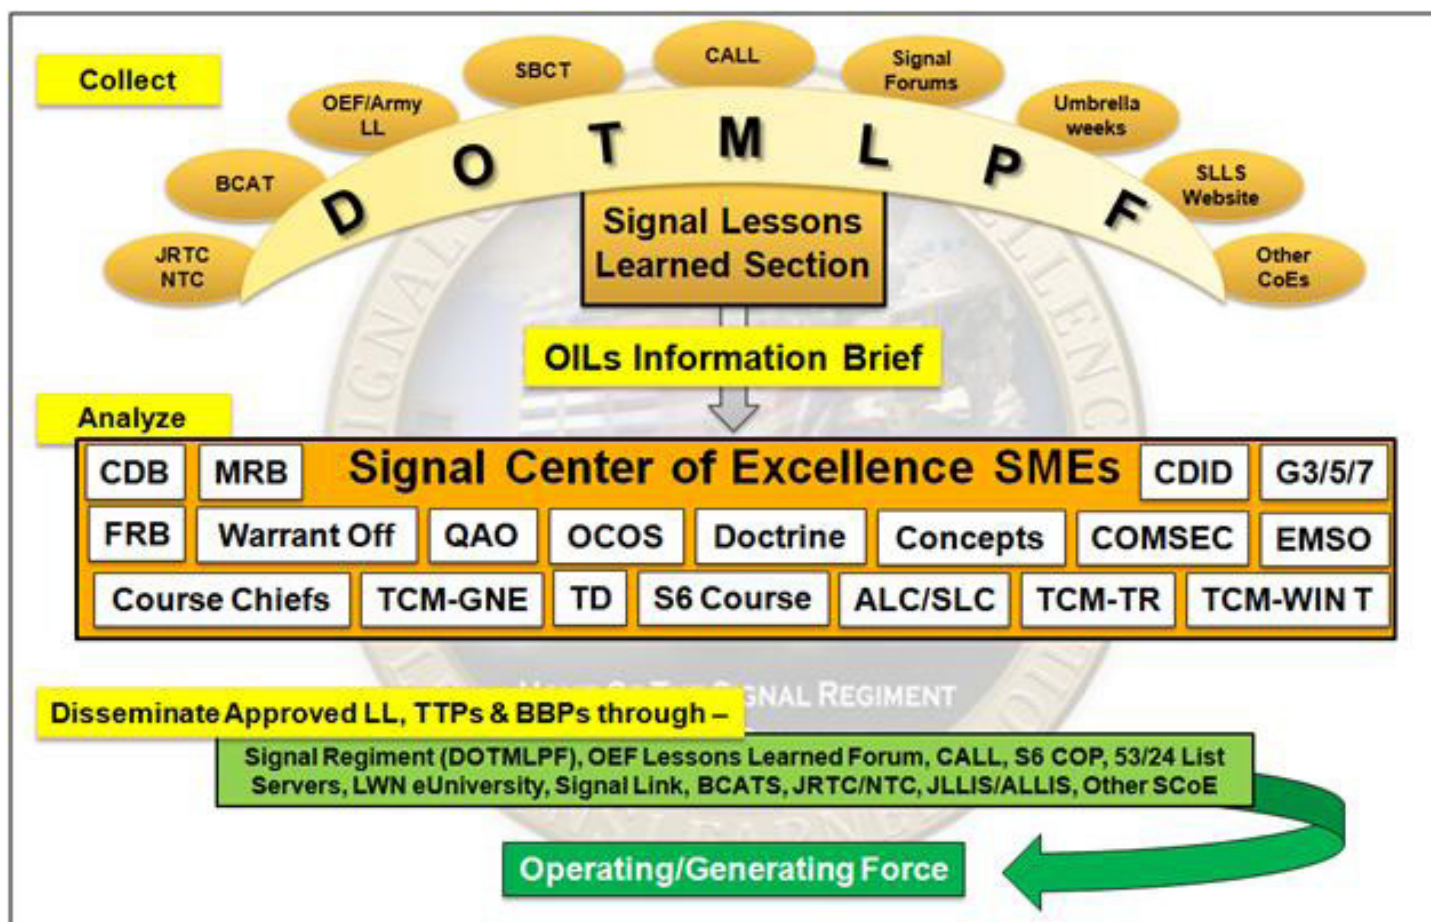 Collect
JRTC
NTC
BCAT
OEF/Army
LL
SBCT
CALL
Signal
Forums
Umbrella
weeks
SLLS
Website
Other
CoEs
D O T M L P F
Signal Lessons
Learned Section
OILs Information Brief
Analyze
CDB MRB Signal Center of Excellence SMEs CDID G3/5/7
FRB Warrant Off QAO OCOS Doctrine Concepts COMSEC EMSO
Course Chiefs TCM-GNE TD S6 Course ALC/SLC TCM-TR TCM-WIN T
SIGNAL REGIMENT
Disseminate Approved LL, TTPs & BBPs through –
Signal Regiment (DOTMLPF), OEF Lessons Learned Forum, CALL, S6 COP, 53/24 List
Servers, LWN eUniversity, Signal Link, BCATS, JRTC/NTC, JLLIS/ALLIS, Other SCoE
Operating/Generating Force